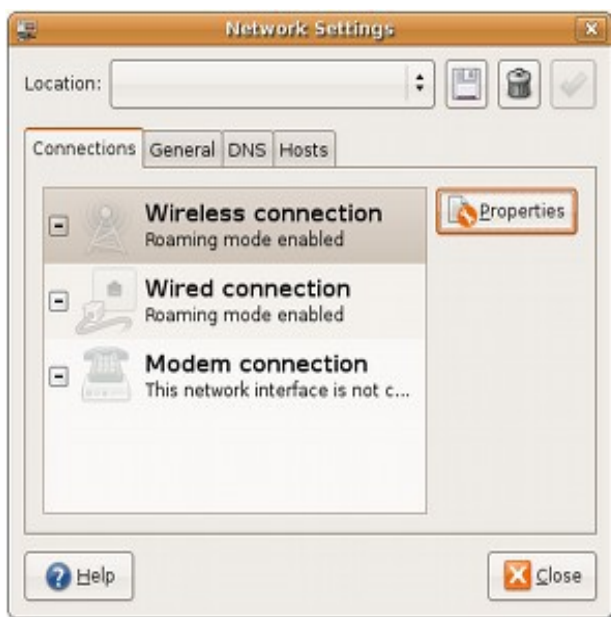 Network Settings
Location:
Connections General DNS Hosts
Wireless connection
Roaming mode enabled
Properties
Wired connection
Roaming mode enabled
Modem connection
This network interface is not c...
Help
Close